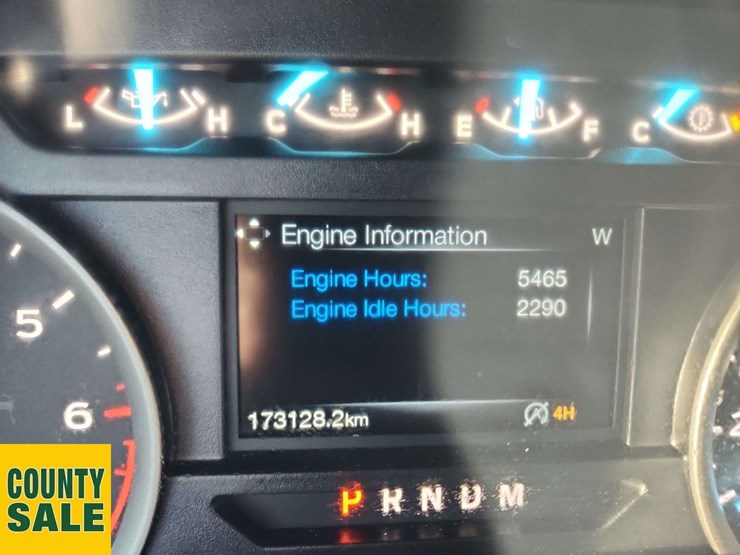 L H C H E F C
Engine Information W
Engine Hours: 5465
Engine Idle Hours: 2290
5
6
173128.2km 4H
P R N D M
COUNTY
SALE